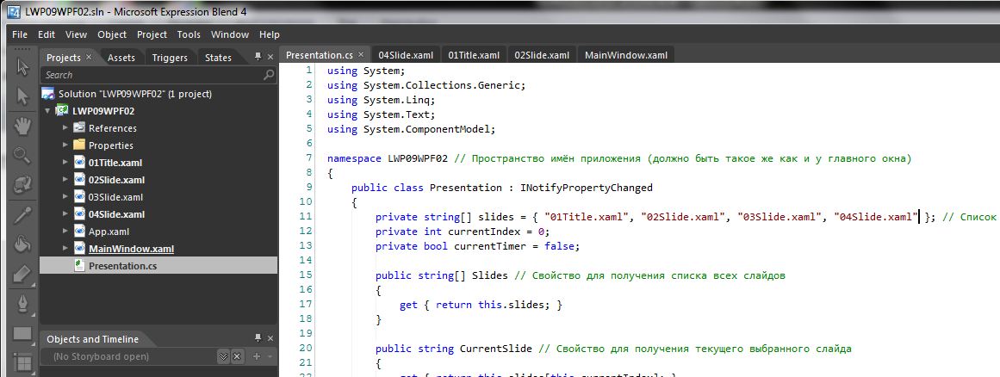 LWP09WPF02.sln - Microsoft Expression Blend 4
File Edit View Object Project Tools Window Help
Projects × Assets Triggers States
Search
Solution "LWP09WPF02" (1 project)
LWP09WPF02
References
Properties
01Title.xaml
02Slide.xaml
03Slide.xaml
04Slide.xaml
App.xaml
MainWindow.xaml
Presentation.cs
Objects and Timeline
(No Storyboard open)
Presentation.cs × 04Slide.xaml 01Title.xaml 02Slide.xaml MainWindow.xaml
1 using System;
2 using System.Collections.Generic;
3 using System.Linq;
4 using System.Text;
5 using System.ComponentModel;
6
7 namespace LWP09WPF02 // Пространство имён приложения (должно быть такое же как и у главного окна)
8 {
9 public class Presentation : INotifyPropertyChanged
10 {
11 private string[] slides = { "01Title.xaml", "02Slide.xaml", "03Slide.xaml", "04Slide.xaml" }; // Список
12 private int currentIndex = 0;
13 private bool currentTimer = false;
14
15 public string[] Slides // Свойство для получения списка всех слайдов
16 {
17 get { return this.slides; }
18 }
19
20 public string CurrentSlide // Свойство для получения текущего выбранного слайда
21 {
22 get { return this.slides[this.currentIndex]; }